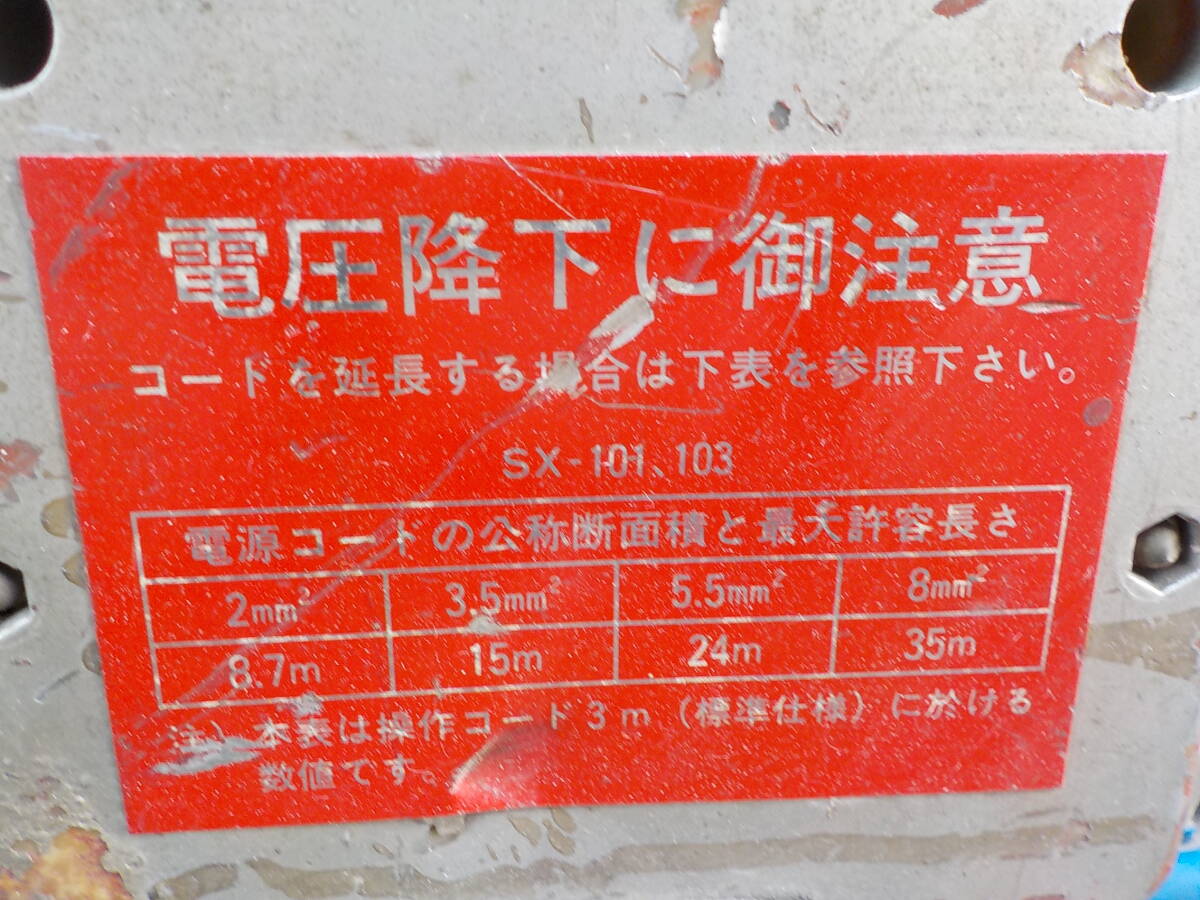 電圧降下に御注意
コードを延長する場合は下表を参照下さい。
SX-101、103
電源コードの公称断面積と最大許容長さ
2mm² 3.5mm² 5.5mm² 8mm²
8.7m 15m 24m 35m
注)本表は操作コード3m(標準仕様)に於ける
数値です。